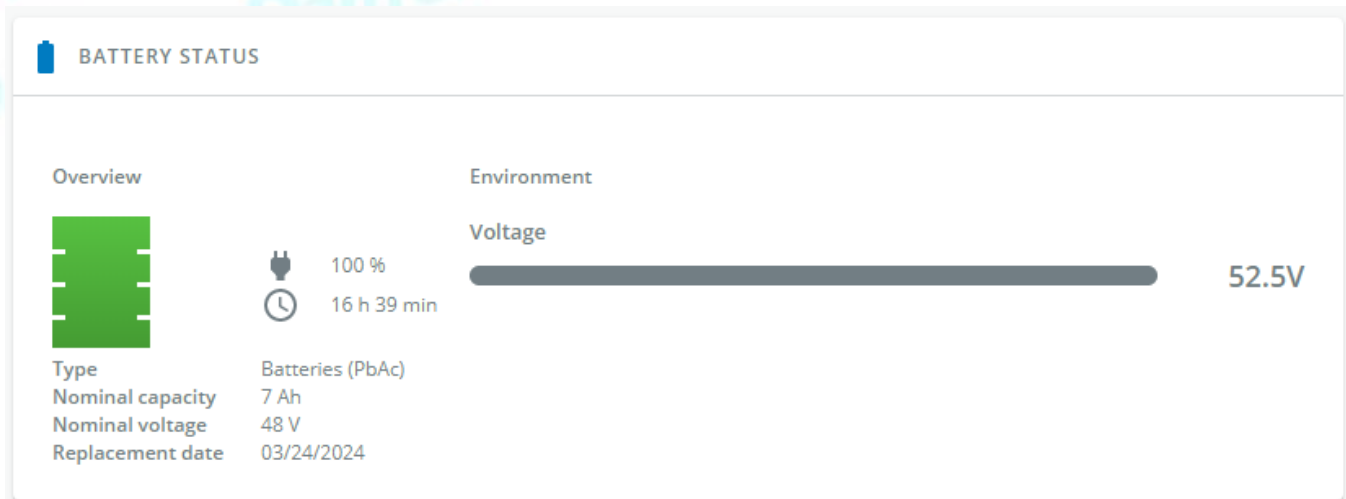 BATTERY STATUS
Overview
100 %
16 h 39 min
Type Batteries (PbAc)
Nominal capacity 7 Ah
Nominal voltage 48 V
Replacement date 03/24/2024
Environment
Voltage
52.5V